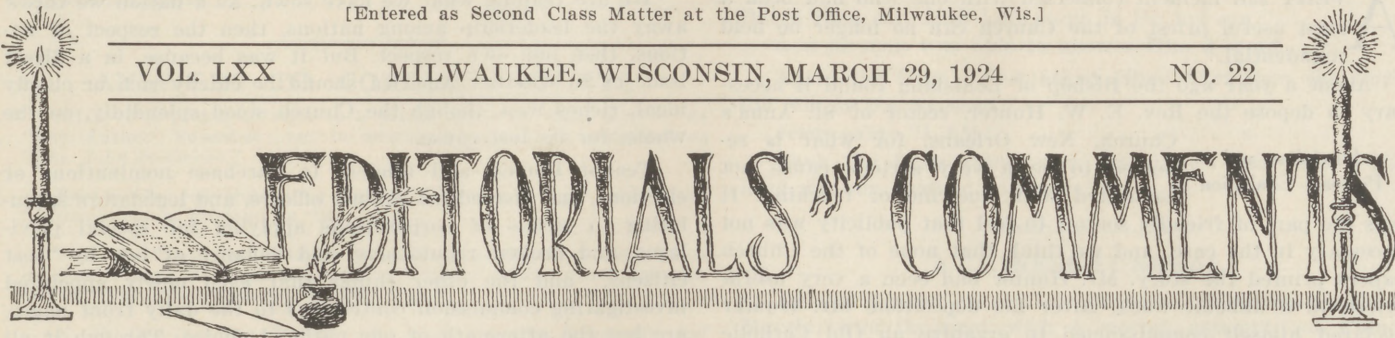 [Entered as Second Class Matter at the Post Office, Milwaukee, Wis.]
VOL. LXX MILWAUKEE, WISCONSIN, MARCH 29, 1924 NO. 22
EDITORIALS AND COMMENTS